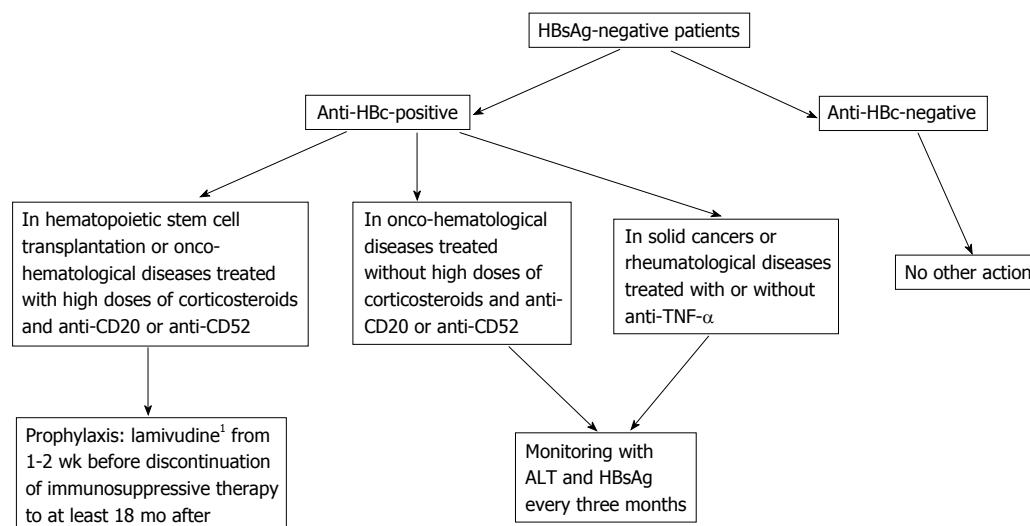 HBsAg-negative patients
Anti-HBc-positive
Anti-HBc-negative
In hematopoietic stem cell
transplantation or onco-
hematological diseases treated
with high doses of corticosteroids
and anti-CD20 or anti-CD52
In onco-hematological
diseases treated
without high doses of
corticosteroids and anti-
CD20 or anti-CD52
In solid cancers or
rheumatological diseases
treated with or without
anti-TNF-α
No other action
Prophylaxis: lamivudine¹ from
1-2 wk before discontinuation
of immunosuppressive therapy
to at least 18 mo after
Monitoring with
ALT and HBsAg
every three months